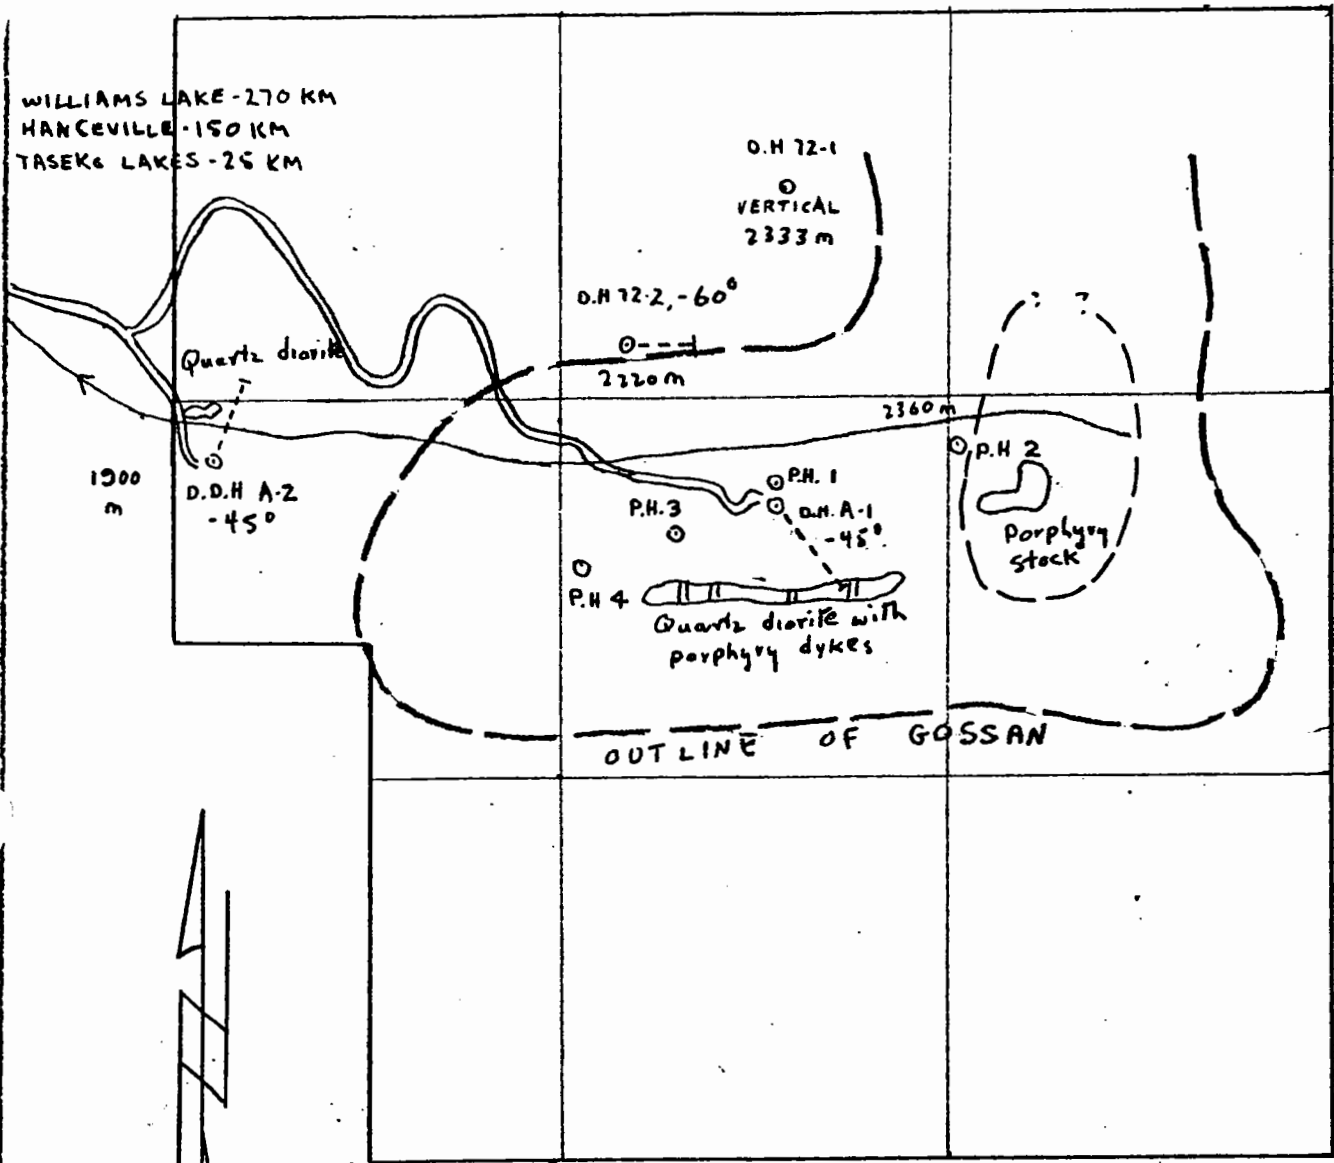 WILLIAMS LAKE-270 KM
HANCEVILLE-150 KM
TASEKO LAKES-25 KM
D.H 72-1
VERTICAL
2333 m
D.H 72-2, -60°
2220 m
Quartz diorite
2360 m
1900
m
D.D.H A-2
-45°
P.H. 1
D.H. A-1
-45°
P.H. 3
P.H 4
P.H 2
Porphyry
stock
? ?
Quartz diorite with
porphyry dykes
OUTLINE OF GOSSAN